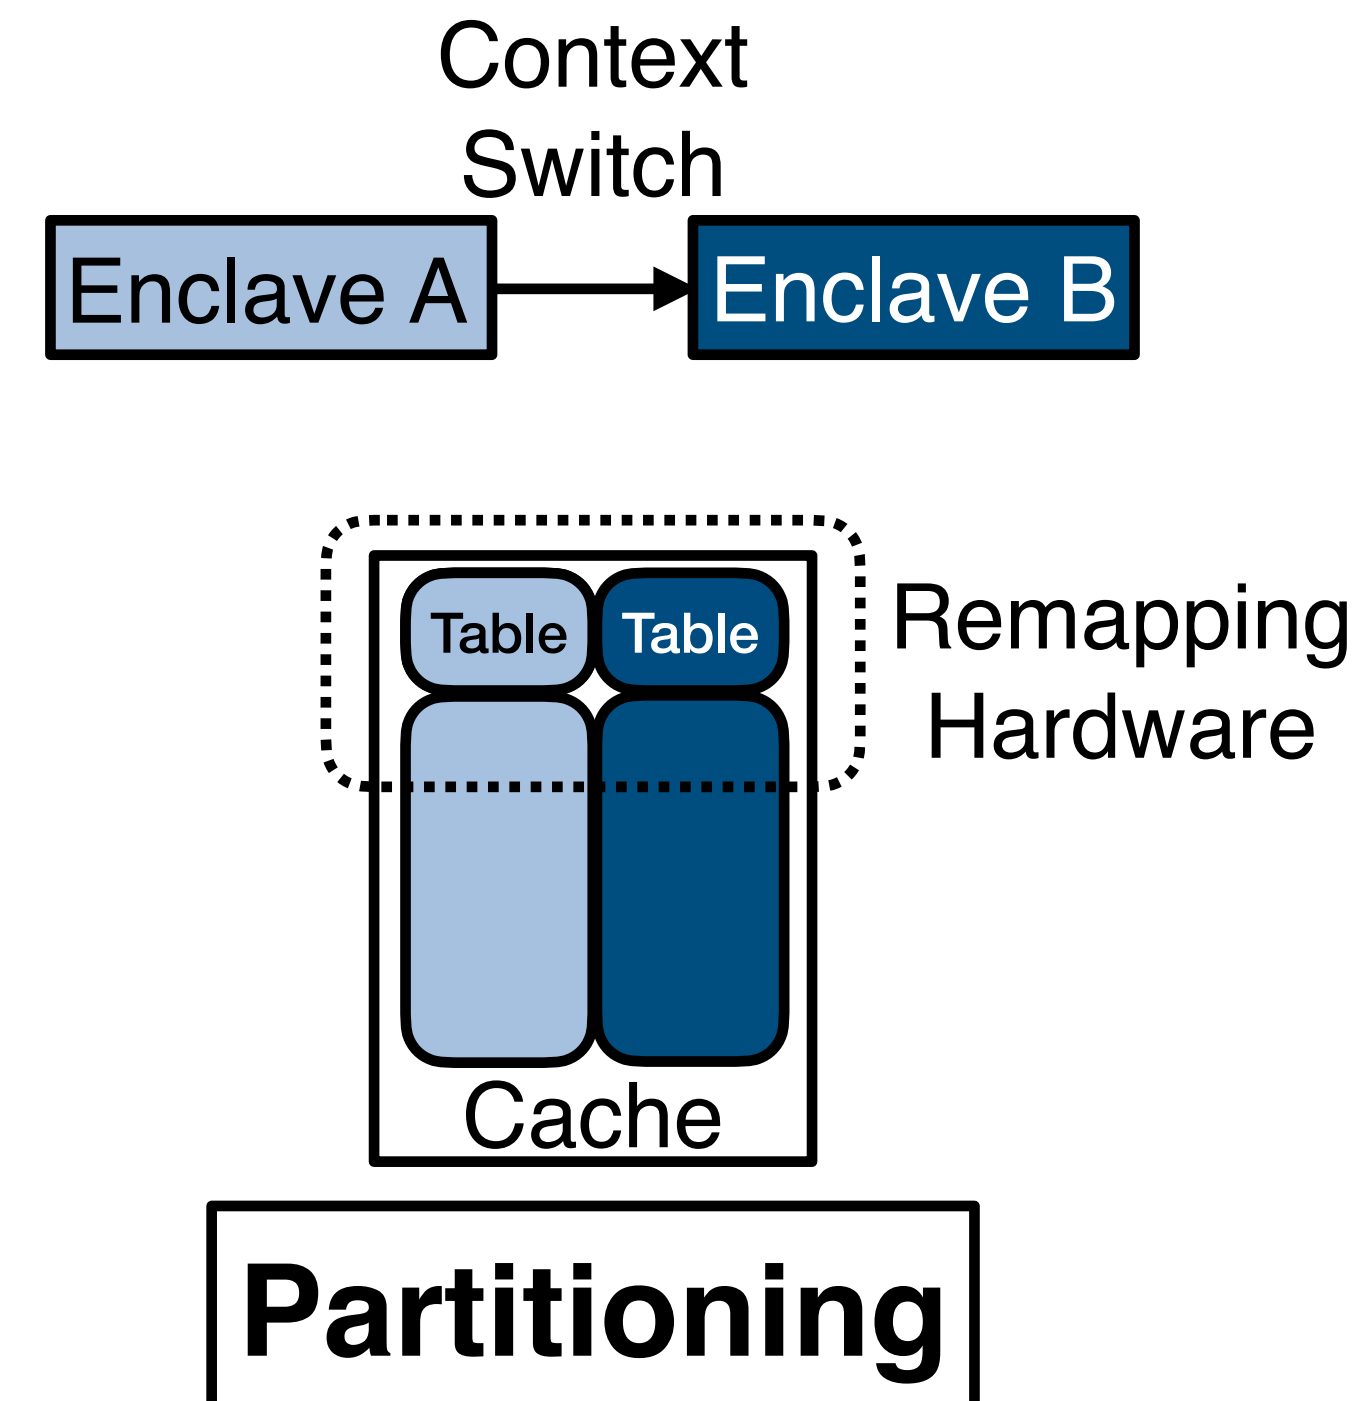 Context
Switch
Enclave A
Enclave B
Table
Table
Remapping
Hardware
Cache
Partitioning